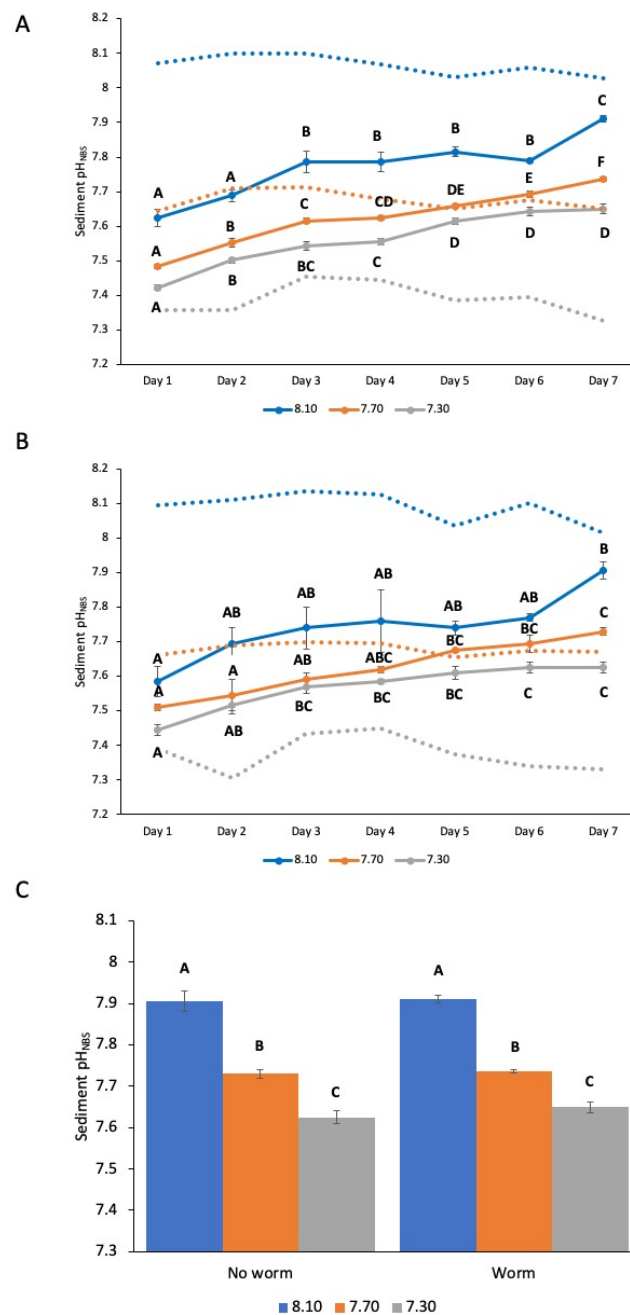 A
8.2
8.1
8
7.9
7.8
7.7
7.6
7.5
7.4
7.3
7.2
Sediment pHNBS
C
B B B B
A A F
E
DE
CD
C
B
A D D D
C
BC
B
A
Day 1 Day 2 Day 3 Day 4 Day 5 Day 6 Day 7
8.10 7.70 7.30
B
8.2
8.1
8
7.9
7.8
7.7
7.6
7.5
7.4
7.3
7.2
Sediment pHNBS
B
AB AB AB AB AB
C
BC
BC
A A AB ABC
A
BC BC BC C C
AB
A
Day 1 Day 2 Day 3 Day 4 Day 5 Day 6 Day 7
8.10 7.70 7.30
C
8.1
8
7.9
7.8
7.7
7.6
7.5
7.4
7.3
Sediment pHNBS
A A
B B
C C
No worm Worm
8.10 7.70 7.30